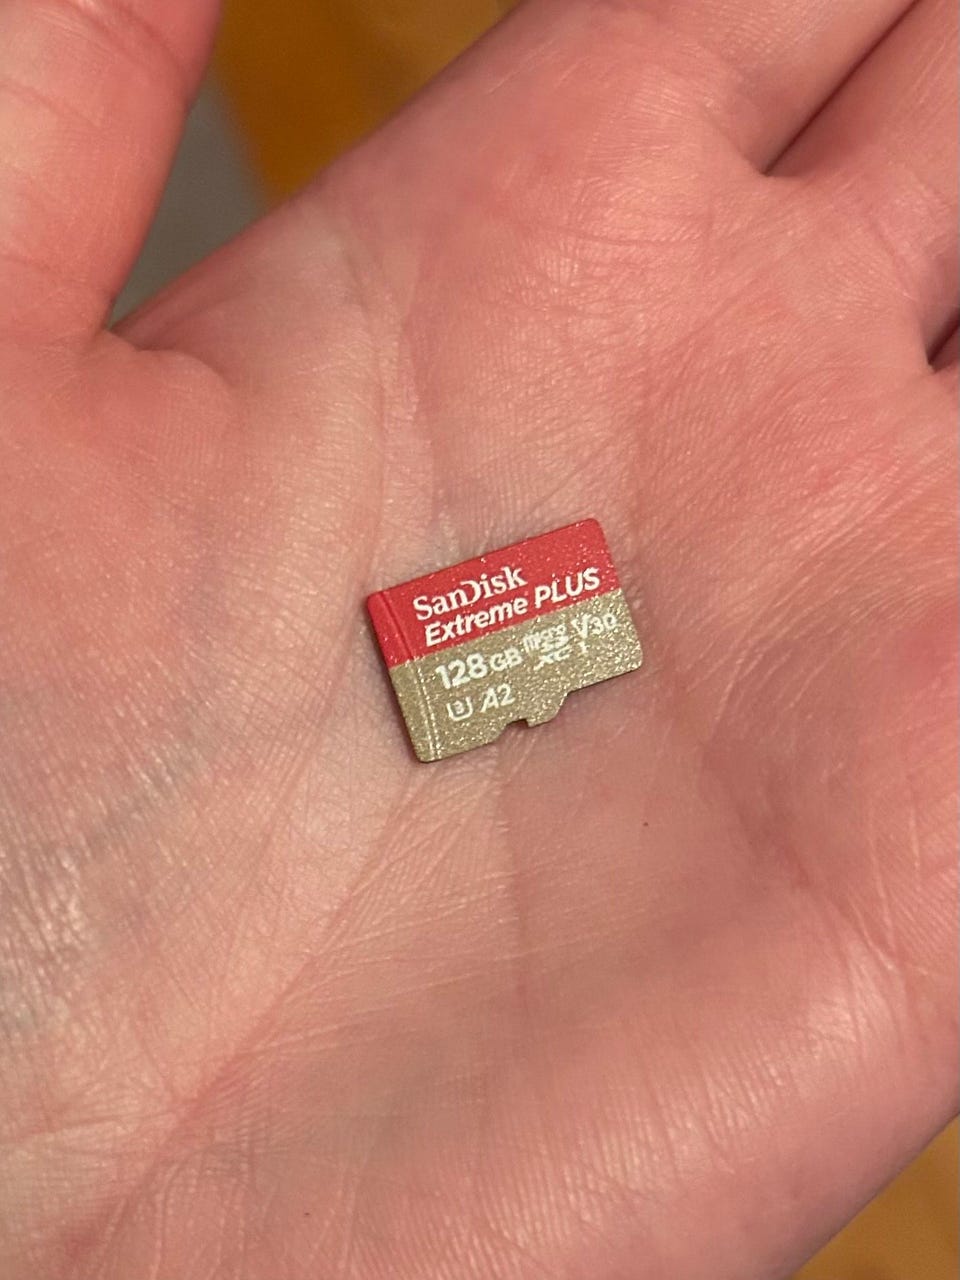 SanDisk
Extreme PLUS
128GB microSD XC I V30
U3 A2